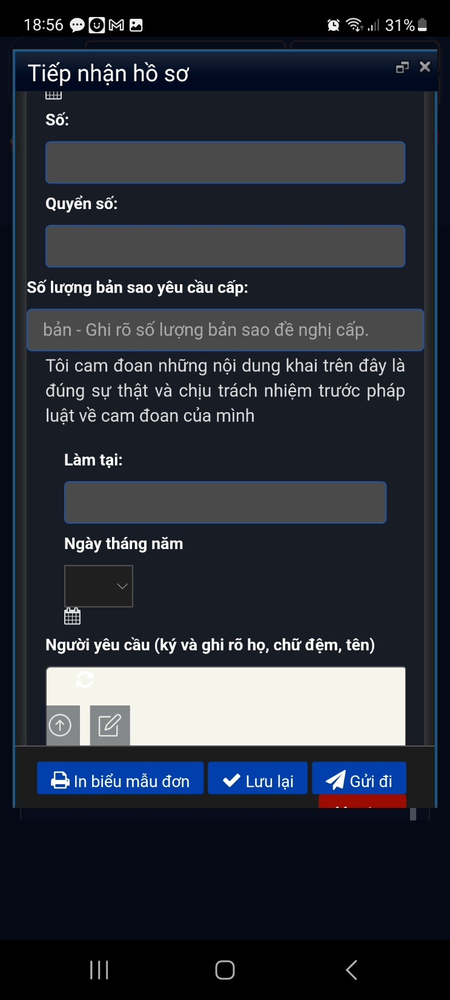 18:56
31%
Tiếp nhận hồ sơ
Số:
Quyển số:
Số lượng bản sao yêu cầu cấp:
bản - Ghi rõ số lượng bản sao đề nghị cấp.
Tôi cam đoan những nội dung khai trên đây là
đúng sự thật và chịu trách nhiệm trước pháp
luật về cam đoan của mình
Làm tại:
Ngày tháng năm
Người yêu cầu (ký và ghi rõ họ, chữ đệm, tên)
In biểu mẫu đơn
Lưu lại
Gửi đi